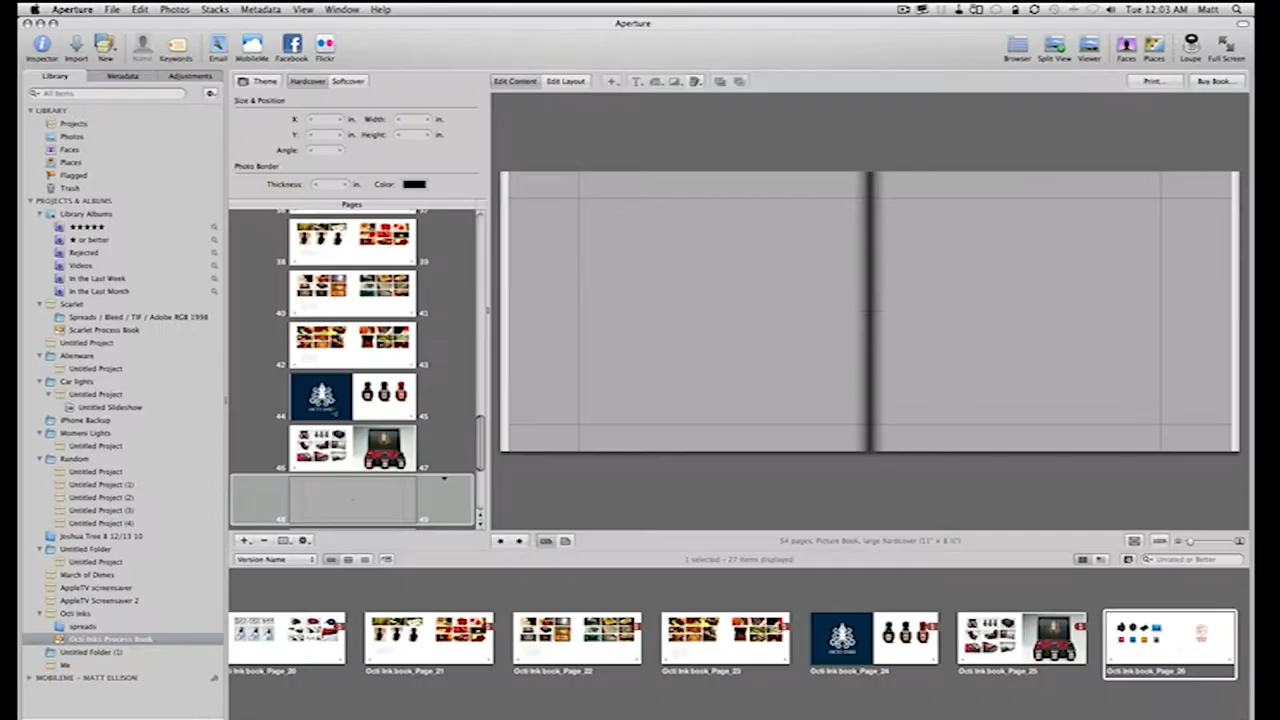 Aperture File Edit Photos Stacks Metadata View Window Help Tue 12:03 AM Matt
Aperture
Inspector Import New Name Keywords Email MobileMe Facebook Flickr Browser Split View Viewer Faces Places Loupe Full Screen
Library Metadata Adjustments Theme Hardcover Softcover Edit Content Edit Layout Print... Buy Book...
All Items
Size & Position
LIBRARY
Projects
Photos
Faces
Places
Flagged
Trash
X: in. Width: in.
Y: in. Height: in.
Angle:
Photo Border
Thickness: in. Color:
Pages
PROJECTS & ALBUMS
Library Albums
★★★★★
★ or better
Rejected
Videos
In the Last Week
In the Last Month
Scarlet
Spreads / Bleed / TIF / Adobe RGB 1998
Scarlet Process Book
Untitled Project
Alienware
Untitled Project
Car lights
Untitled Project
Untitled Slideshow
iPhone Backup
Momeni Lights
Untitled Project
Random
Untitled Project
Untitled Project (1)
Untitled Project (2)
Untitled Project (3)
Untitled Project (4)
Joshua Tree 8 12/13 10
Untitled Folder
Untitled Project
March of Dimes
AppleTV screensaver
AppleTV Screensaver 2
Octi Inks
spreads
Octi Inks Process Book
Untitled Folder (1)
Me
MOBILEME - MATT ELLISON
38 39
40 41
42 43
44 45
46 47
48 49
54 pages, Picture Book, large hardcover (11" × 8 ½") 100%
Version Name 1 selected - 27 items displayed Unrated or Better
Octi Ink book_Page_20 Octi Ink book_Page_21 Octi Ink book_Page_22 Octi Ink book_Page_23 Octi Ink book_Page_24 Octi Ink book_Page_25 Octi Ink book_Page_26